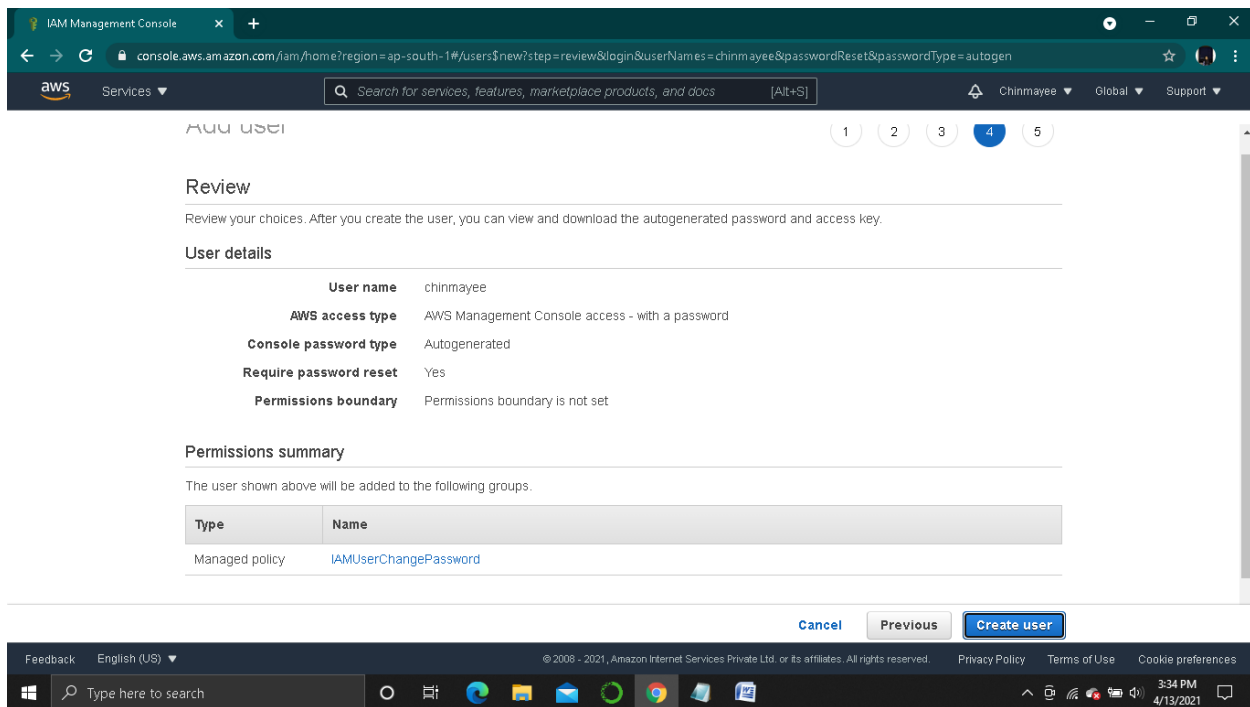 IAM Management Console
console.aws.amazon.com/iam/home?region=ap-south-1#/users$new?step=review&login&userNames=chinmayee&passwordReset&passwordType=autogen
aws Services ▼ Search for services, features, marketplace products, and docs [Alt+S] Chinmayee ▼ Global ▼ Support ▼
Add user 1 2 3 4 5
Review
Review your choices. After you create the user, you can view and download the autogenerated password and access key.
User details
User name chinmayee
AWS access type AWS Management Console access - with a password
Console password type Autogenerated
Require password reset Yes
Permissions boundary Permissions boundary is not set
Permissions summary
The user shown above will be added to the following groups.
Type Name
Managed policy IAMUserChangePassword
Cancel Previous Create user
Feedback English (US) ▼ © 2008 - 2021, Amazon Internet Services Private Ltd. or its affiliates. All rights reserved. Privacy Policy Terms of Use Cookie preferences
Type here to search 3:34 PM
4/13/2021